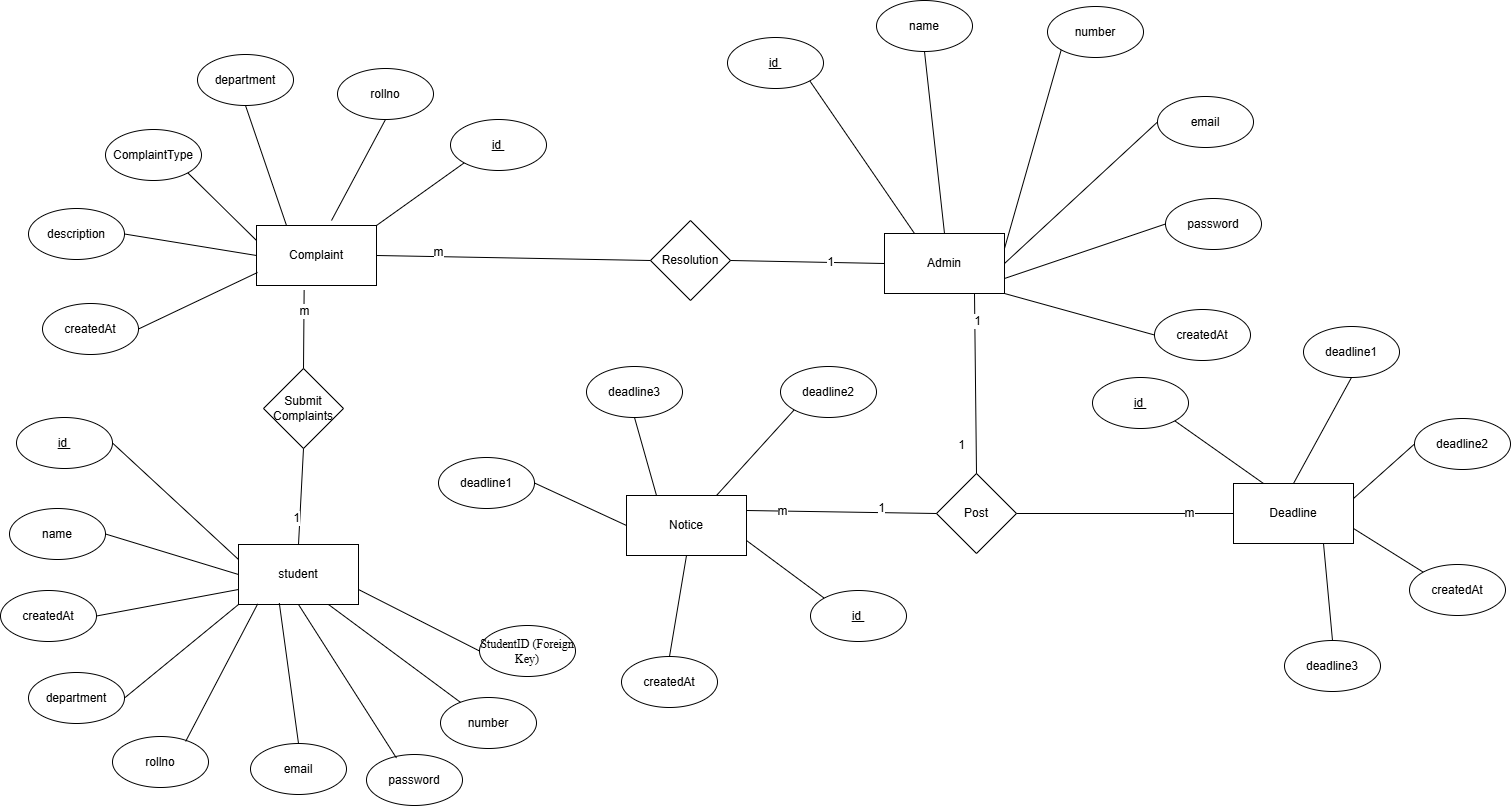 name
number
id
department
rollno
email
id
ComplaintType
password
description
Complaint
m
Resolution
1
Admin
createdAt
m
1
createdAt
deadline1
Submit
Complaints
deadline3
deadline2
id
id
1
deadline2
deadline1
name
1
Notice
m
1
Post
m
Deadline
student
createdAt
createdAt
id
StudentID (Foreign
Key)
department
createdAt
deadline3
number
rollno
email
password